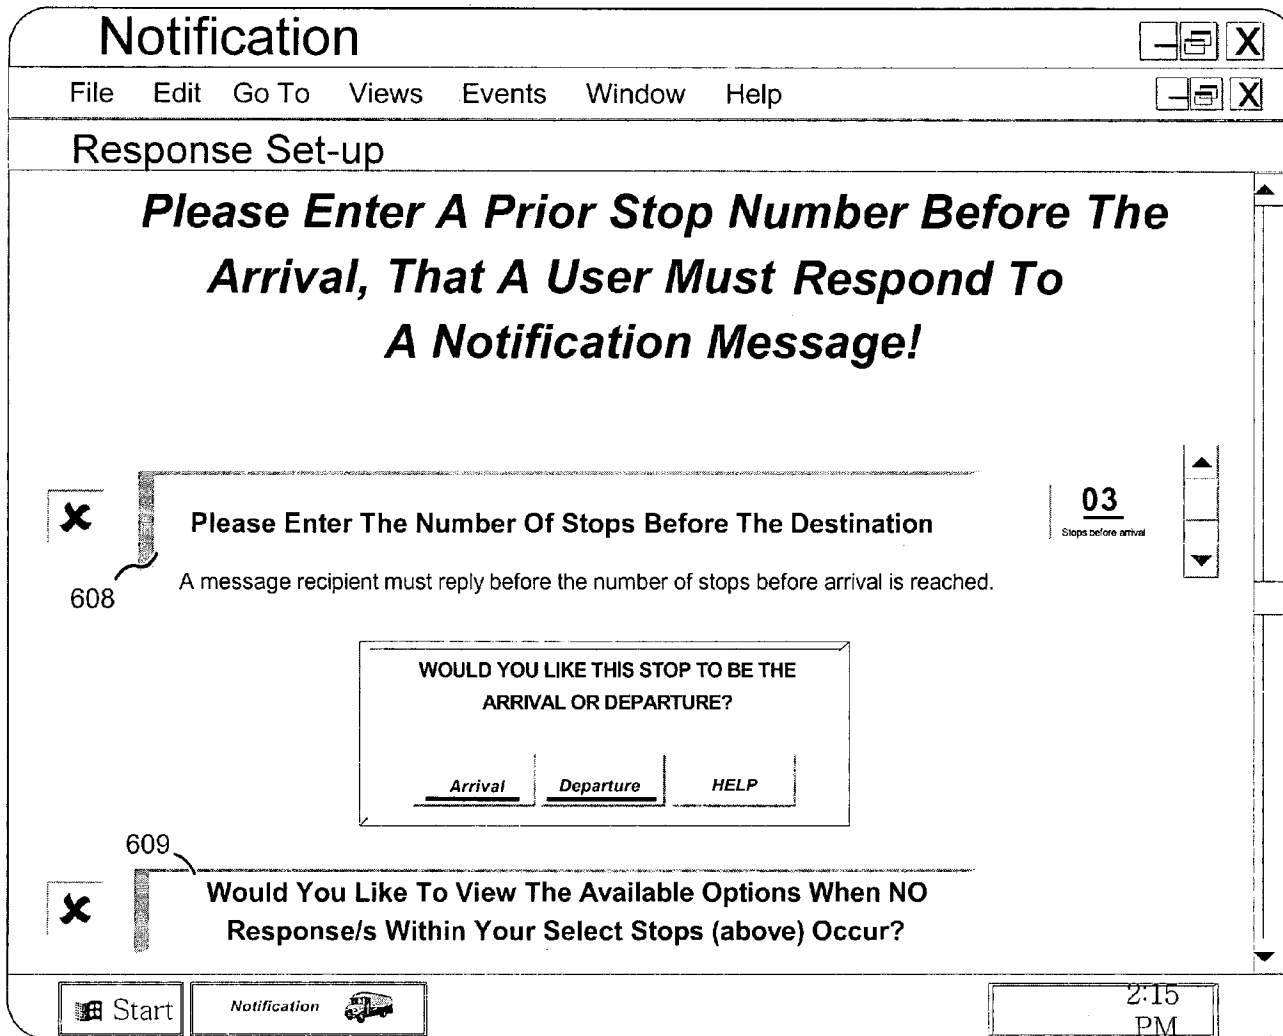 Notification
File Edit Go To Views Events Window Help
Response Set-up
Please Enter A Prior Stop Number Before The
Arrival, That A User Must Respond To
A Notification Message!
Please Enter The Number Of Stops Before The Destination
03
Stops before arrival
608
A message recipient must reply before the number of stops before arrival is reached.
WOULD YOU LIKE THIS STOP TO BE THE
ARRIVAL OR DEPARTURE?
Arrival Departure HELP
609
Would You Like To View The Available Options When NO
Response/s Within Your Select Stops (above) Occur?
Start Notification 2:15
PM